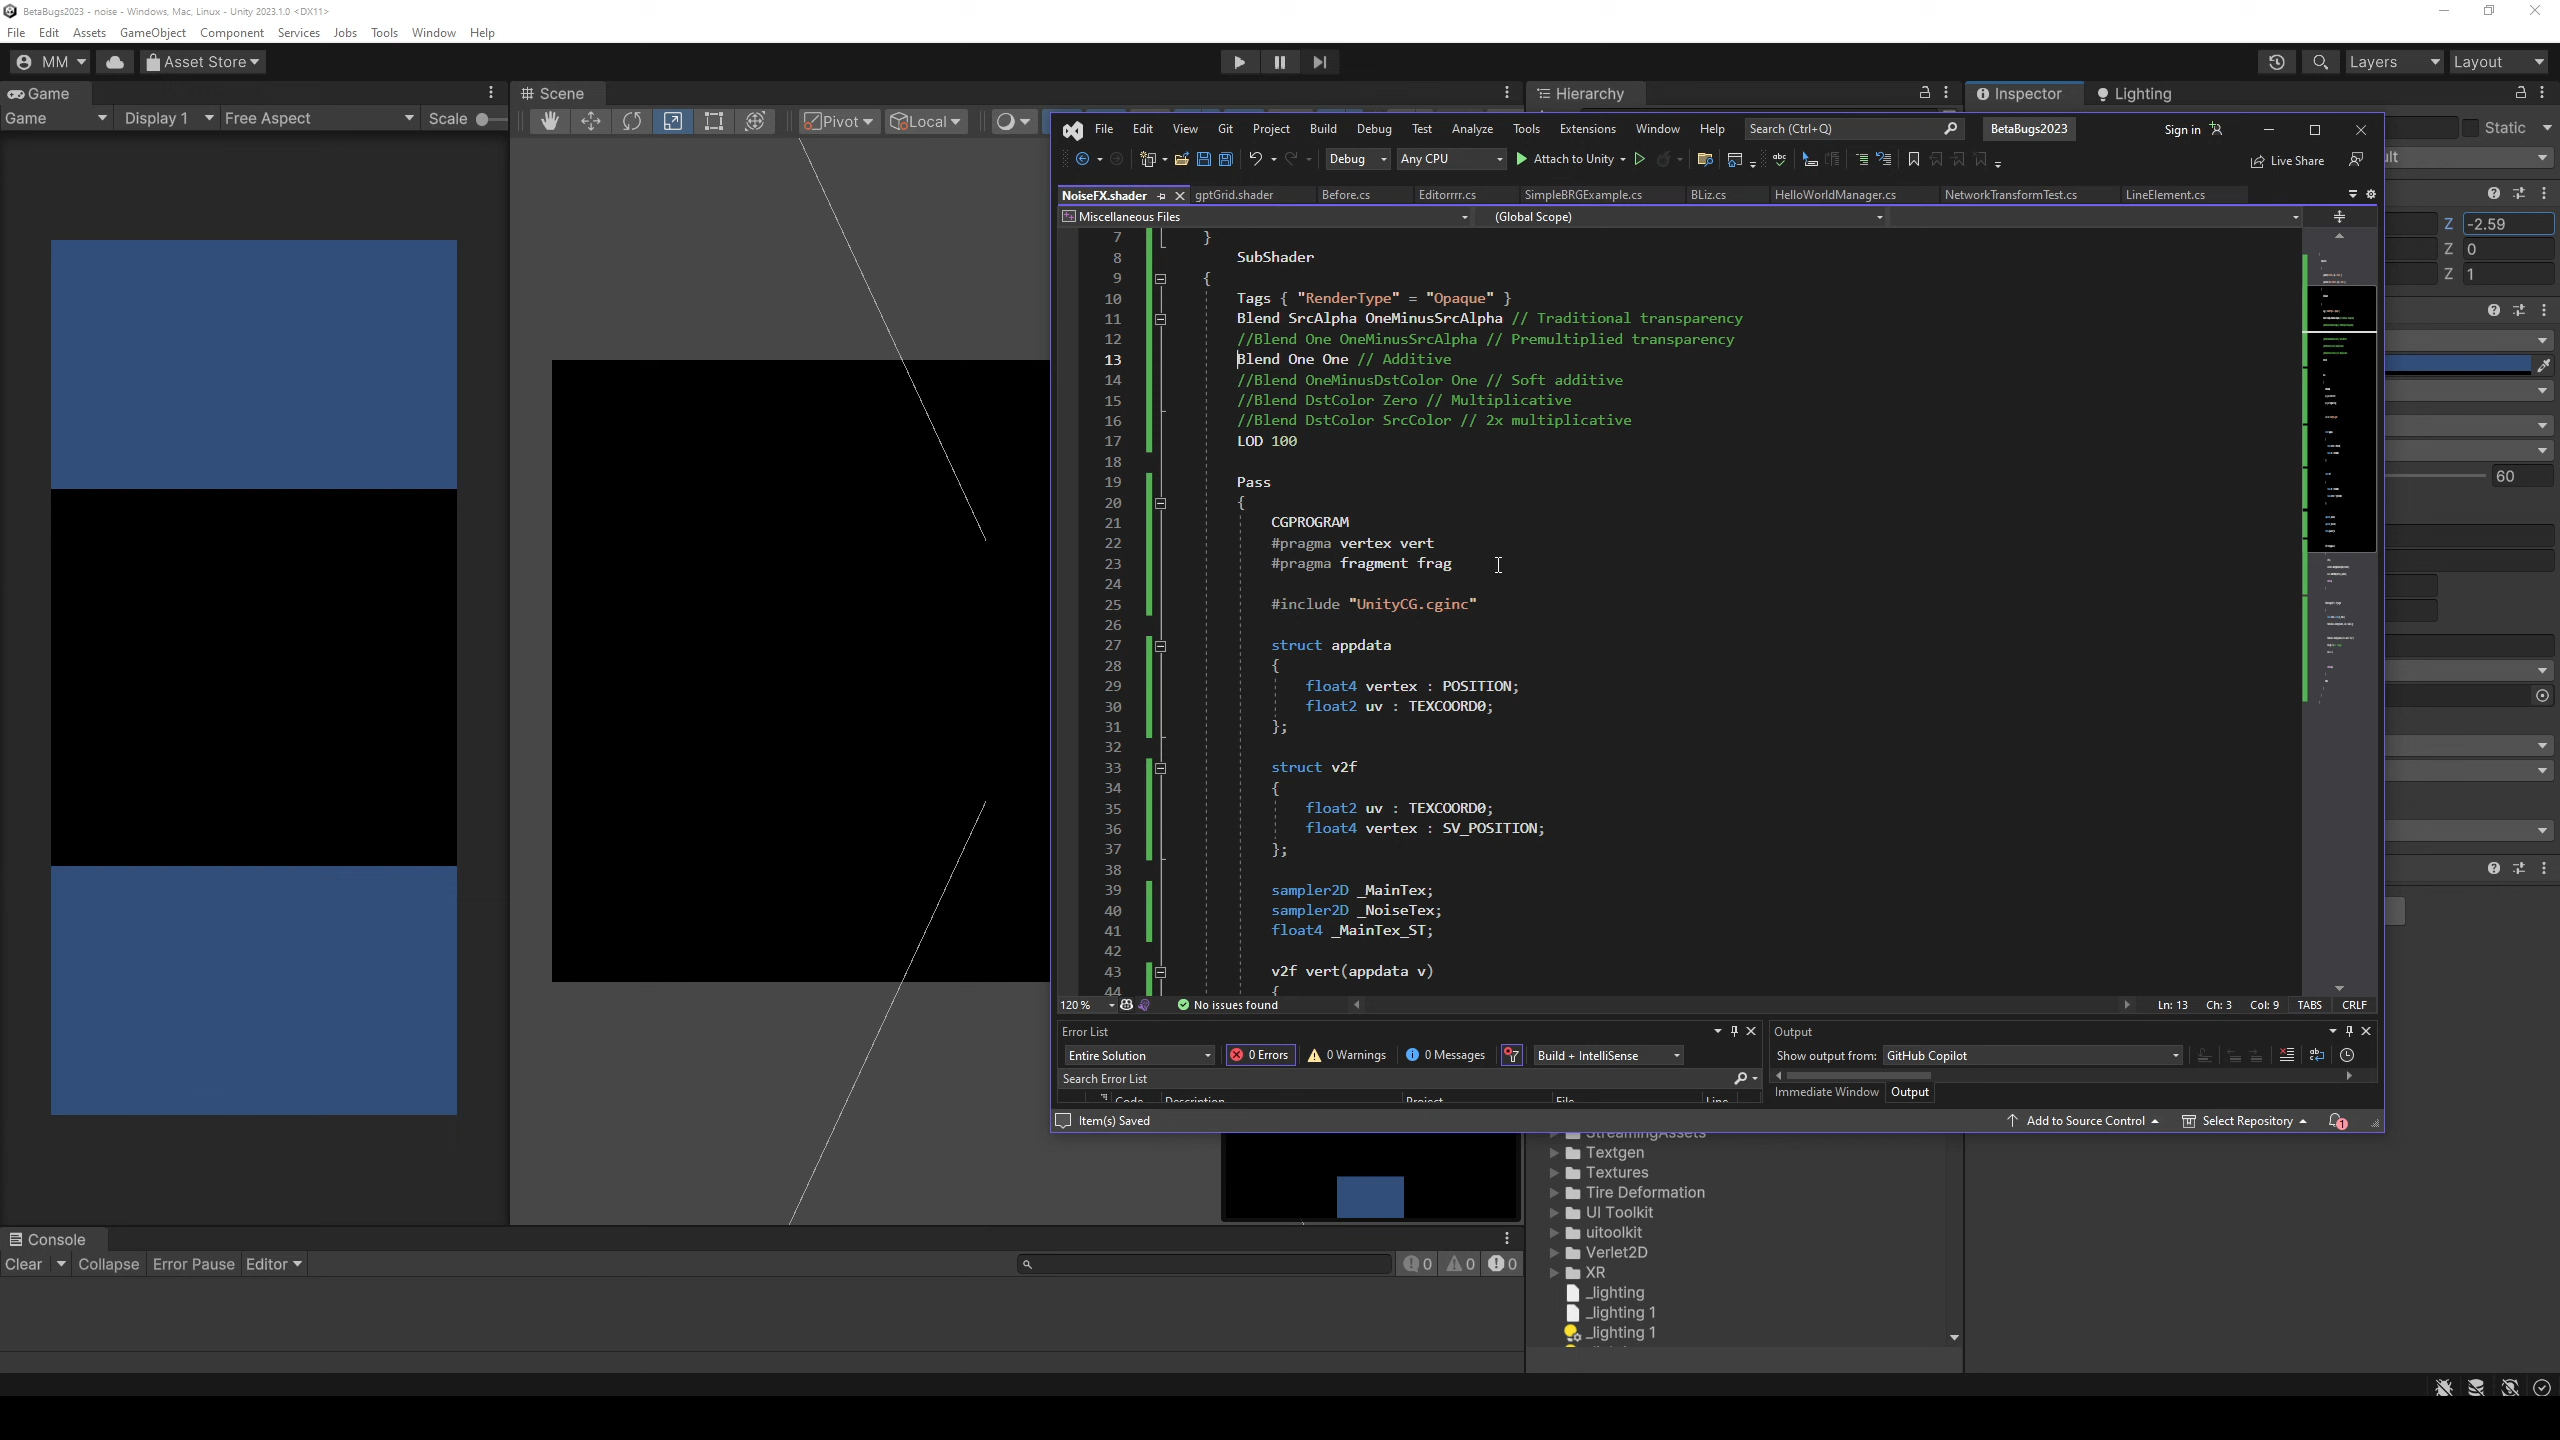 BetaBugs2023 - noise - Windows, Mac, Linux - Unity 2023.1.0 <DX11>
File Edit Assets GameObject Component Services Jobs Tools Window Help
MM Asset Store Layers Layout
Game Scene Hierarchy Inspector Lighting
Game Display 1 Free Aspect Scale Pivot Local
Static
Z -2.59
Z 0
Z 1
60
File Edit View Git Project Build Debug Test Analyze Tools Extensions Window Help Search (Ctrl+Q) BetaBugs2023 Sign in
Debug Any CPU Attach to Unity Live Share
NoiseFX.shader gptGrid.shader Before.cs Editorrrr.cs SimpleBRGExample.cs BLiz.cs HelloWorldManager.cs NetworkTransformTest.cs LineElement.cs
Miscellaneous Files (Global Scope)
7 }
8 SubShader
9 {
10 Tags { "RenderType" = "Opaque" }
11 Blend SrcAlpha OneMinusSrcAlpha // Traditional transparency
12 //Blend One OneMinusSrcAlpha // Premultiplied transparency
13 Blend One One // Additive
14 //Blend OneMinusDstColor One // Soft additive
15 //Blend DstColor Zero // Multiplicative
16 //Blend DstColor SrcColor // 2x multiplicative
17 LOD 100
18
19 Pass
20 {
21 CGPROGRAM
22 #pragma vertex vert
23 #pragma fragment frag
24
25 #include "UnityCG.cginc"
26
27 struct appdata
28 {
29 float4 vertex : POSITION;
30 float2 uv : TEXCOORD0;
31 };
32
33 struct v2f
34 {
35 float2 uv : TEXCOORD0;
36 float4 vertex : SV_POSITION;
37 };
38
39 sampler2D _MainTex;
40 sampler2D _NoiseTex;
41 float4 _MainTex_ST;
42
43 v2f vert(appdata v)
44 {
120 % No issues found Ln: 13 Ch: 3 Col: 9 TABS CRLF
Error List
Entire Solution 0 Errors 0 Warnings 0 Messages Build + IntelliSense
Search Error List
Code Description Project File Line
Output
Show output from: GitHub Copilot
Immediate Window Output
Item(s) Saved Add to Source Control Select Repository 1
StreamingAssets
Textgen
Textures
Tire Deformation
UI Toolkit
uitoolkit
Verlet2D
XR
_lighting
_lighting 1
_lighting 1
Console
Clear Collapse Error Pause Editor 0 0 0